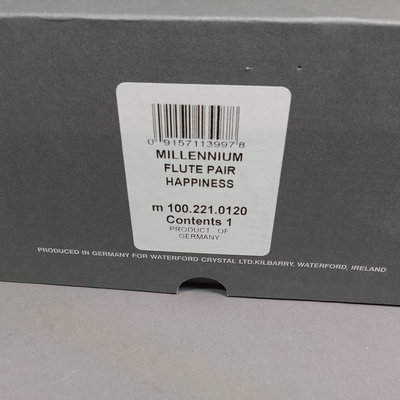 0 91571 13997 8
MILLENNIUM
FLUTE PAIR
HAPPINESS
m 100.221.0120
Contents 1
PRODUCT OF
GERMANY
PRODUCED IN GERMANY FOR WATERFORD CRYSTAL LTD.KILBARRY, WATERFORD, IRELAND